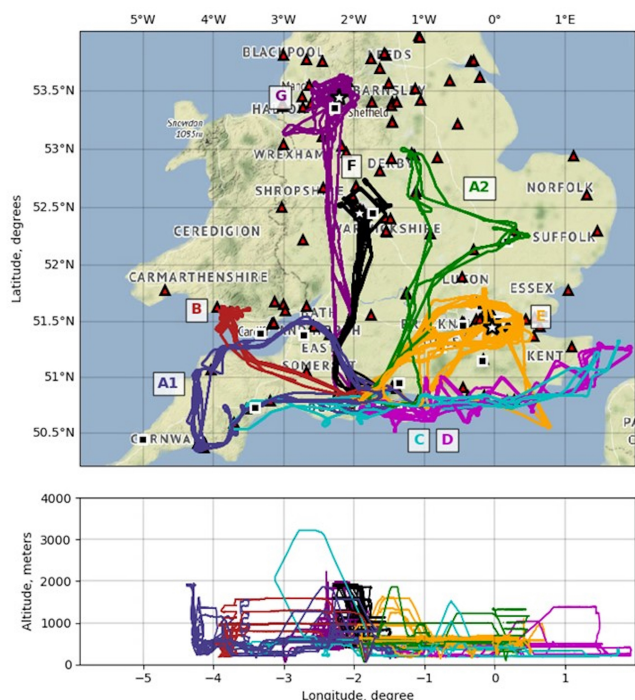 5°W 4°W 3°W 2°W 1°W 0° 1°E
BLACKPOOL
53.5°N
G
BARNSLEY
Sheffield
Snowdon
1085m
53°N
WREXHAM
F
DERBY
A2
SHROPSHIRE
NORFOLK
52.5°N
CEREDIGION
SUFFOLK
Latitude, degrees
52°N
CARMARTHENSHIRE
ESSEX
B
BATH
51.5°N
E
EAST
KENT
A1
SOMERSET
51°N
C D
50.5°N
4000
3000
2000
1000
0
Altitude, meters
−5 −4 −3 −2 −1 0 1
Longitude, degree